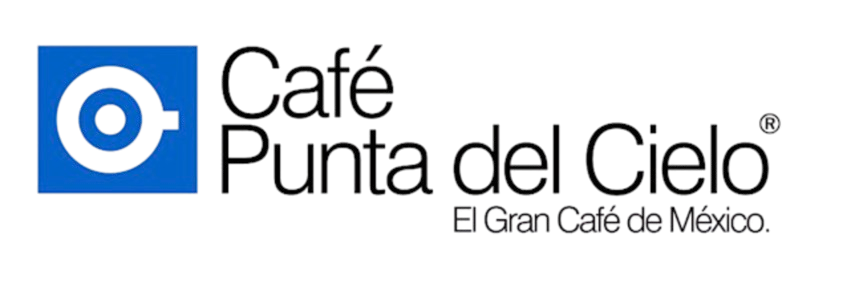 Café
Punta del Cielo®
El Gran Café de México.